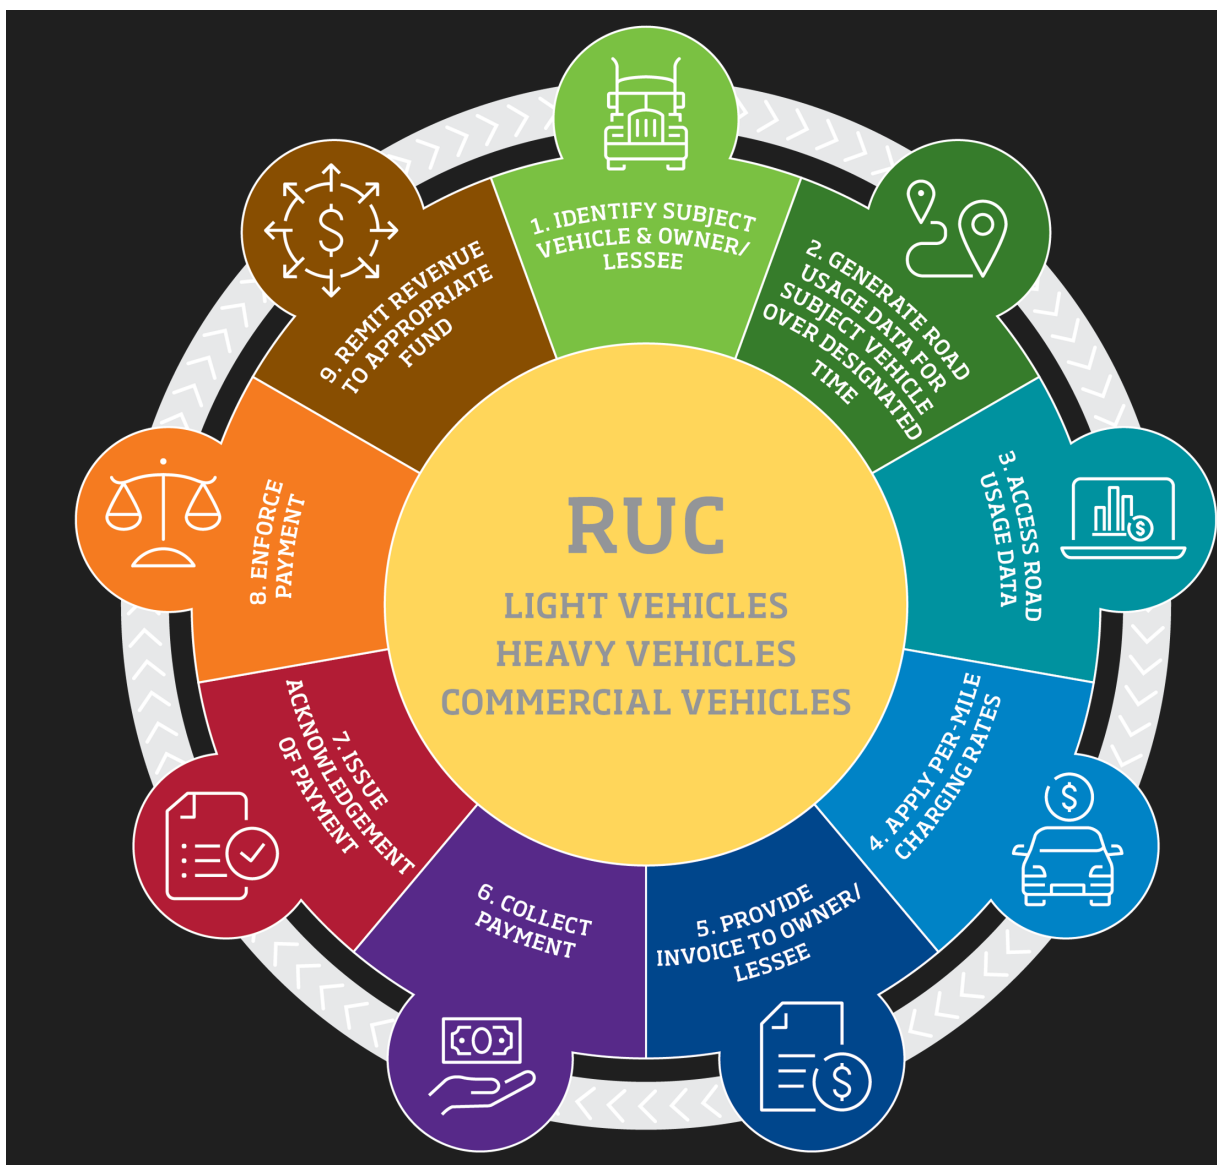 RUC
LIGHT VEHICLES
HEAVY VEHICLES
COMMERCIAL VEHICLES
1. IDENTIFY SUBJECT
VEHICLE & OWNER/
LESSEE
2. GENERATE ROAD
USAGE DATA FOR
SUBJECT VEHICLE
OVER DESIGNATED
TIME
3. ACCESS ROAD
USAGE DATA
4. APPLY PER-MILE
CHARGING RATES
5. PROVIDE
INVOICE TO OWNER/
LESSEE
6. COLLECT
PAYMENT
7. ISSUE
ACKNOWLEDGEMENT
OF PAYMENT
8. ENFORCE
PAYMENT
9. REMIT REVENUE
TO APPROPRIATE
FUND